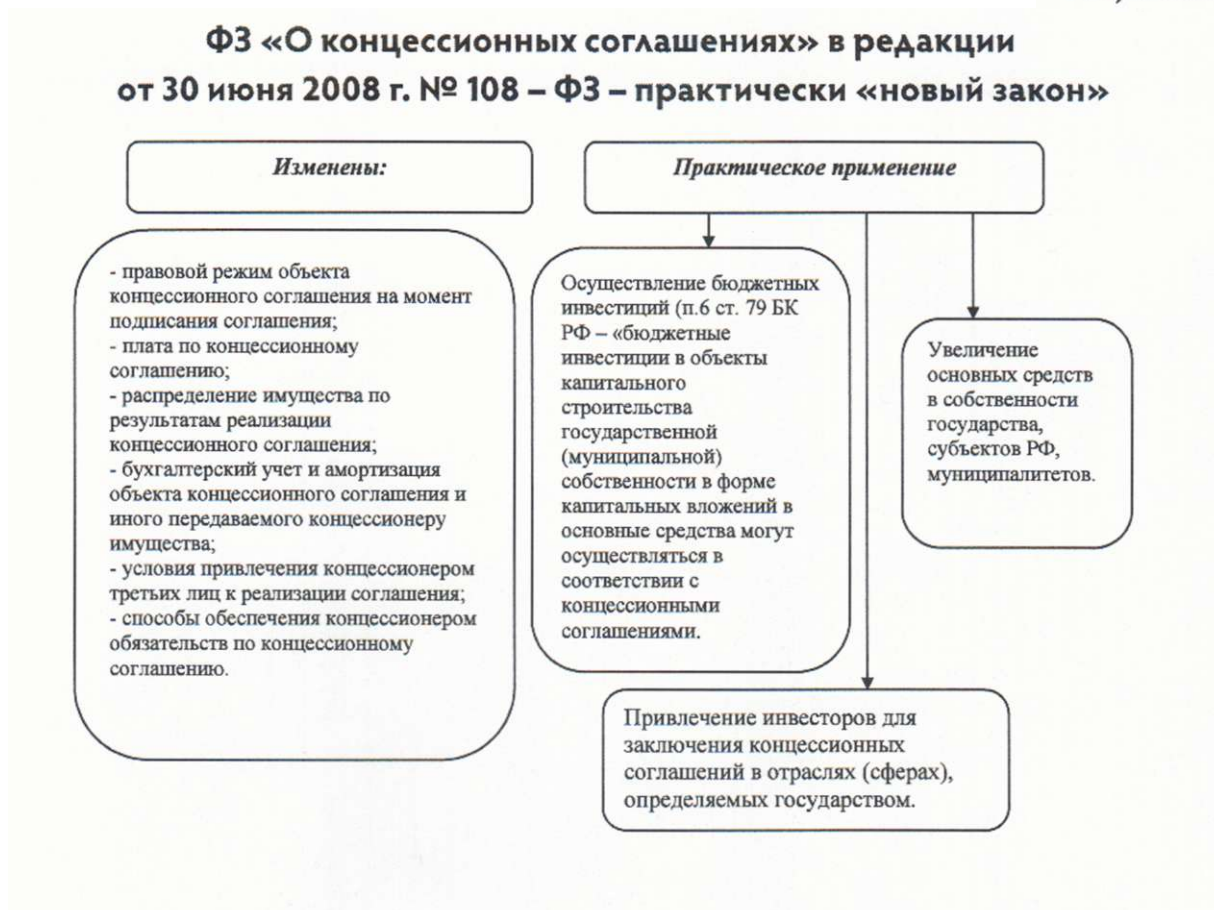 ФЗ «О концессионных соглашениях» в редакции
от 30 июня 2008 г. № 108 – ФЗ – практически «новый закон»
Изменены:
- правовой режим объекта
концессионного соглашения на момент
подписания соглашения;
- плата по концессионному
соглашению;
- распределение имущества по
результатам реализации
концессионного соглашения;
- бухгалтерский учет и амортизация
объекта концессионного соглашения и
иного передаваемого концессионеру
имущества;
- условия привлечения концессионером
третьих лиц к реализации соглашения;
- способы обеспечения концессионером
обязательств по концессионному
соглашению.
Практическое применение
Осуществление бюджетных
инвестиций (п.6 ст. 79 БК
РФ – «бюджетные
инвестиции в объекты
капитального
строительства
государственной
(муниципальной)
собственности в форме
капитальных вложений в
основные средства могут
осуществляться в
соответствии с
концессионными
соглашениями.
Увеличение
основных средств
в собственности
государства,
субъектов РФ,
муниципалитетов.
Привлечение инвесторов для
заключения концессионных
соглашений в отраслях (сферах),
определяемых государством.